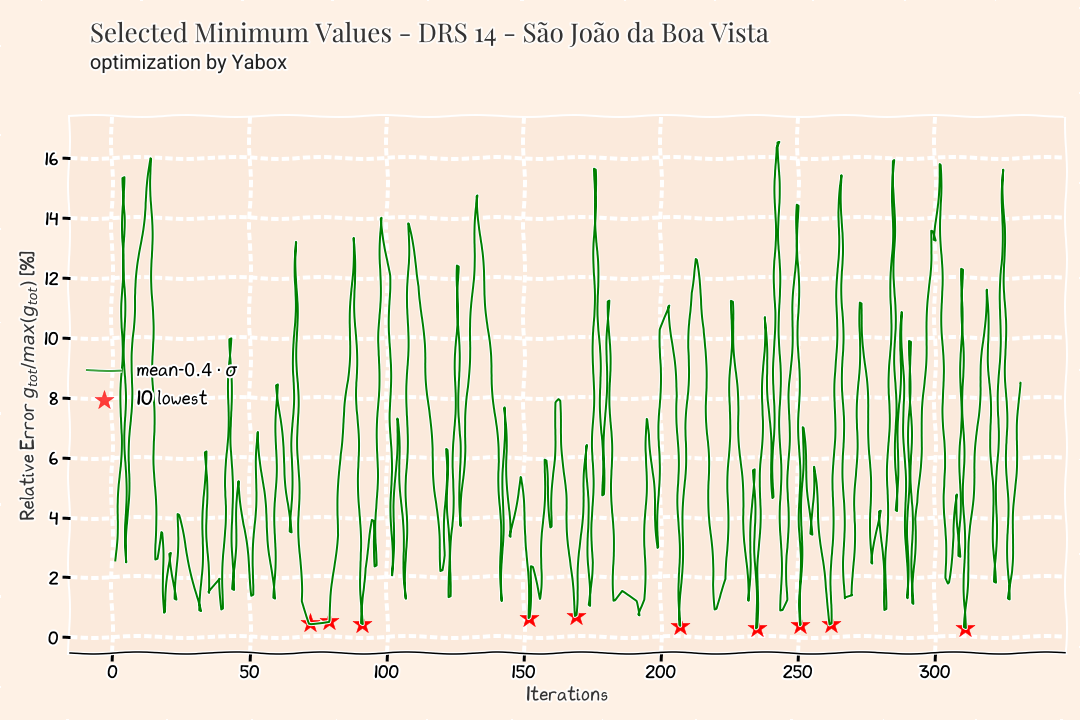 Selected Minimum Values - DRS 14 - São João da Boa Vista
optimization by Yabox
Relative Error g_tot/max(g_tot) [%]
16
14
12
10
8
6
4
2
0
mean-0.4 · σ
10 lowest
0 50 100 150 200 250 300
Iterations